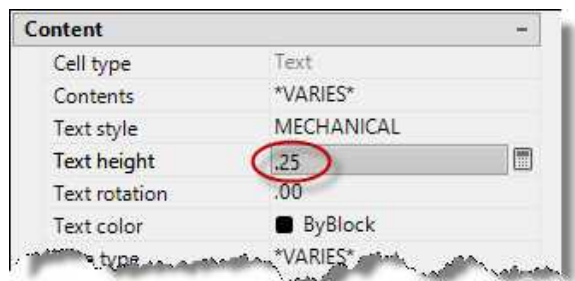 Content –
Cell type Text
Contents *VARIES*
Text style MECHANICAL
Text height .25
Text rotation .00
Text color ByBlock
type *VARIES*